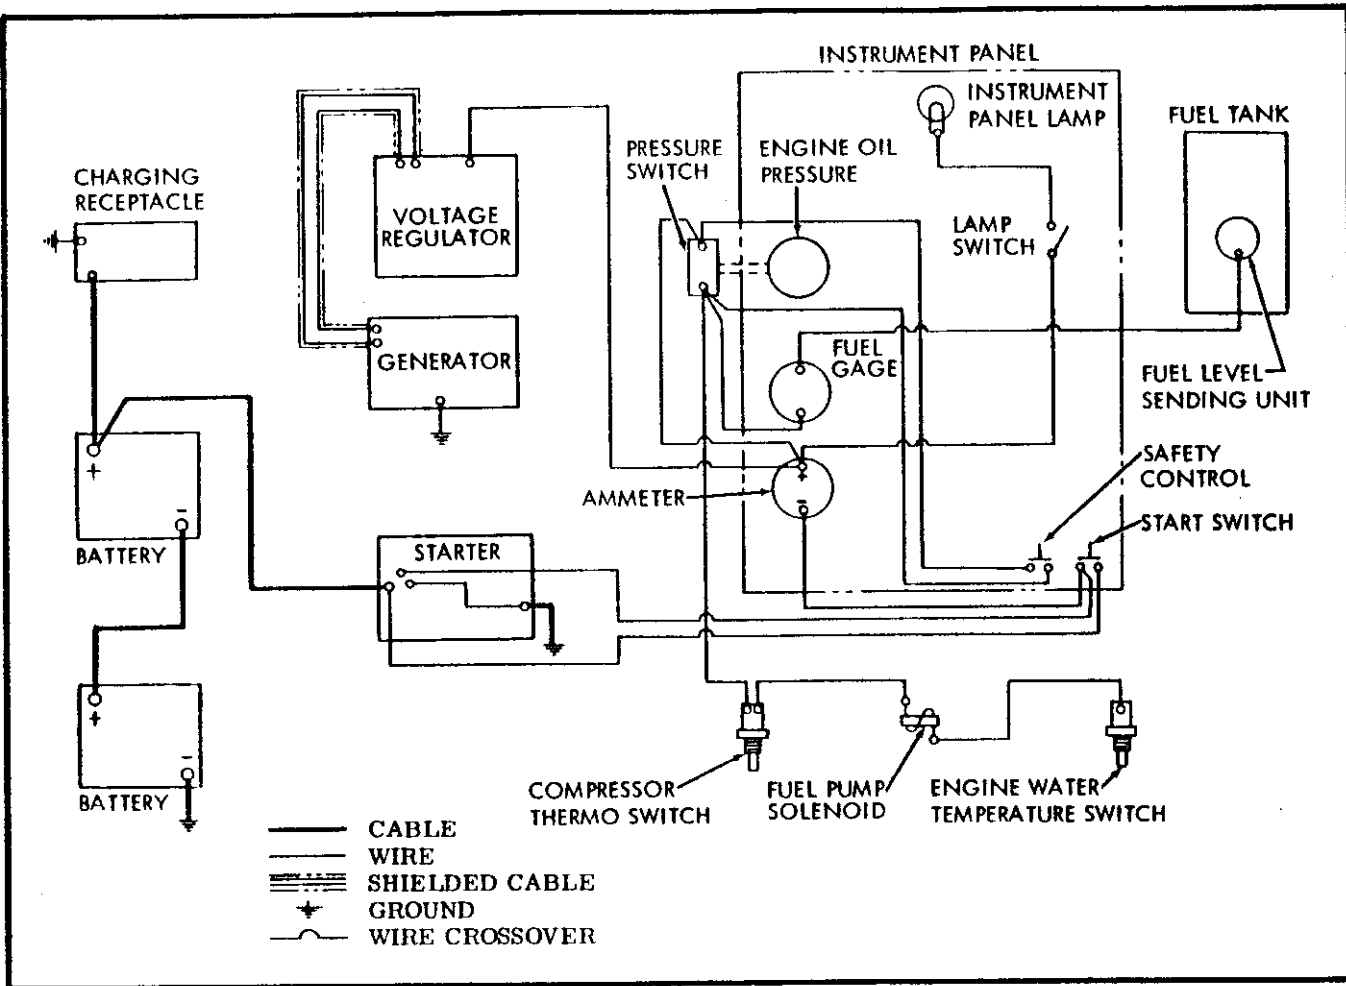 INSTRUMENT PANEL
INSTRUMENT
PANEL LAMP
FUEL TANK
PRESSURE
SWITCH
ENGINE OIL
PRESSURE
CHARGING
RECEPTACLE
VOLTAGE
REGULATOR
LAMP
SWITCH
GENERATOR
FUEL
GAGE
FUEL LEVEL
SENDING UNIT
+
-
BATTERY
AMMETER
+
-
SAFETY
CONTROL
START SWITCH
STARTER
+
-
BATTERY
COMPRESSOR
THERMO SWITCH
FUEL PUMP
SOLENOID
ENGINE WATER
TEMPERATURE SWITCH
CABLE
WIRE
SHIELDED CABLE
GROUND
WIRE CROSSOVER